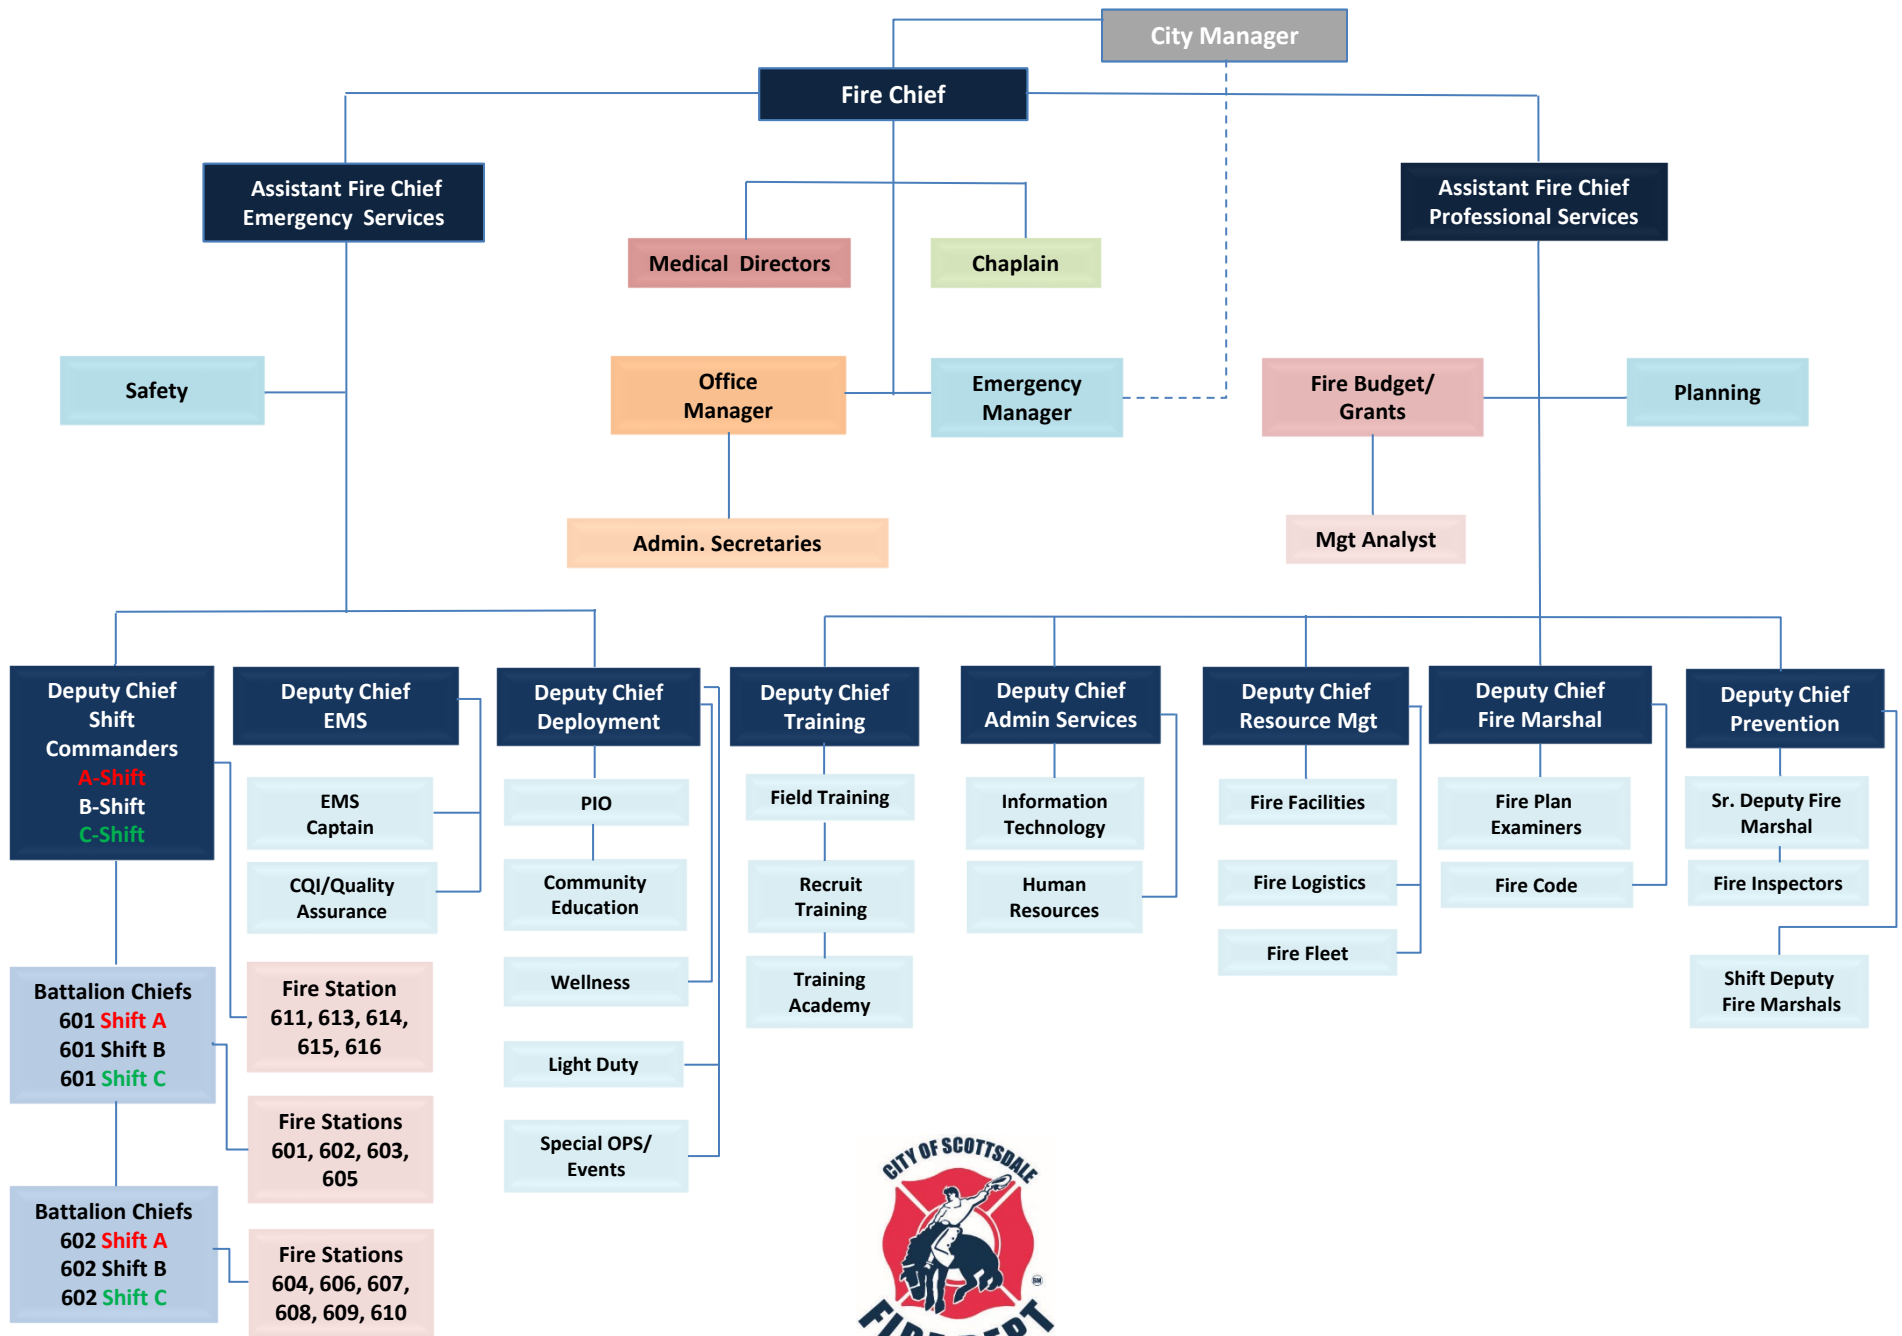 City Manager
Fire Chief
Assistant Fire Chief
Emergency Services
Assistant Fire Chief
Professional Services
Medical Directors
Chaplain
Safety
Office
Manager
Emergency
Manager
Fire Budget/
Grants
Planning
Admin. Secretaries
Mgt Analyst
Deputy Chief
Shift
Commanders
A-Shift
B-Shift
C-Shift
Deputy Chief
EMS
Deputy Chief
Deployment
Deputy Chief
Training
Deputy Chief
Admin Services
Deputy Chief
Resource Mgt
Deputy Chief
Fire Marshal
Deputy Chief
Prevention
EMS
Captain
PIO
Field Training
Information
Technology
Fire Facilities
Fire Plan
Examiners
Sr. Deputy Fire
Marshal
CQI/Quality
Assurance
Community
Education
Recruit
Training
Human
Resources
Fire Logistics
Fire Code
Fire Inspectors
Fire Fleet
Battalion Chiefs
601 Shift A
601 Shift B
601 Shift C
Fire Station
611, 613, 614,
615, 616
Wellness
Training
Academy
Shift Deputy
Fire Marshals
Light Duty
Fire Stations
601, 602, 603,
605
Special OPS/
Events
Battalion Chiefs
602 Shift A
602 Shift B
602 Shift C
Fire Stations
604, 606, 607,
608, 609, 610
CITY OF SCOTTSDALE
SM
FIRE DEPT